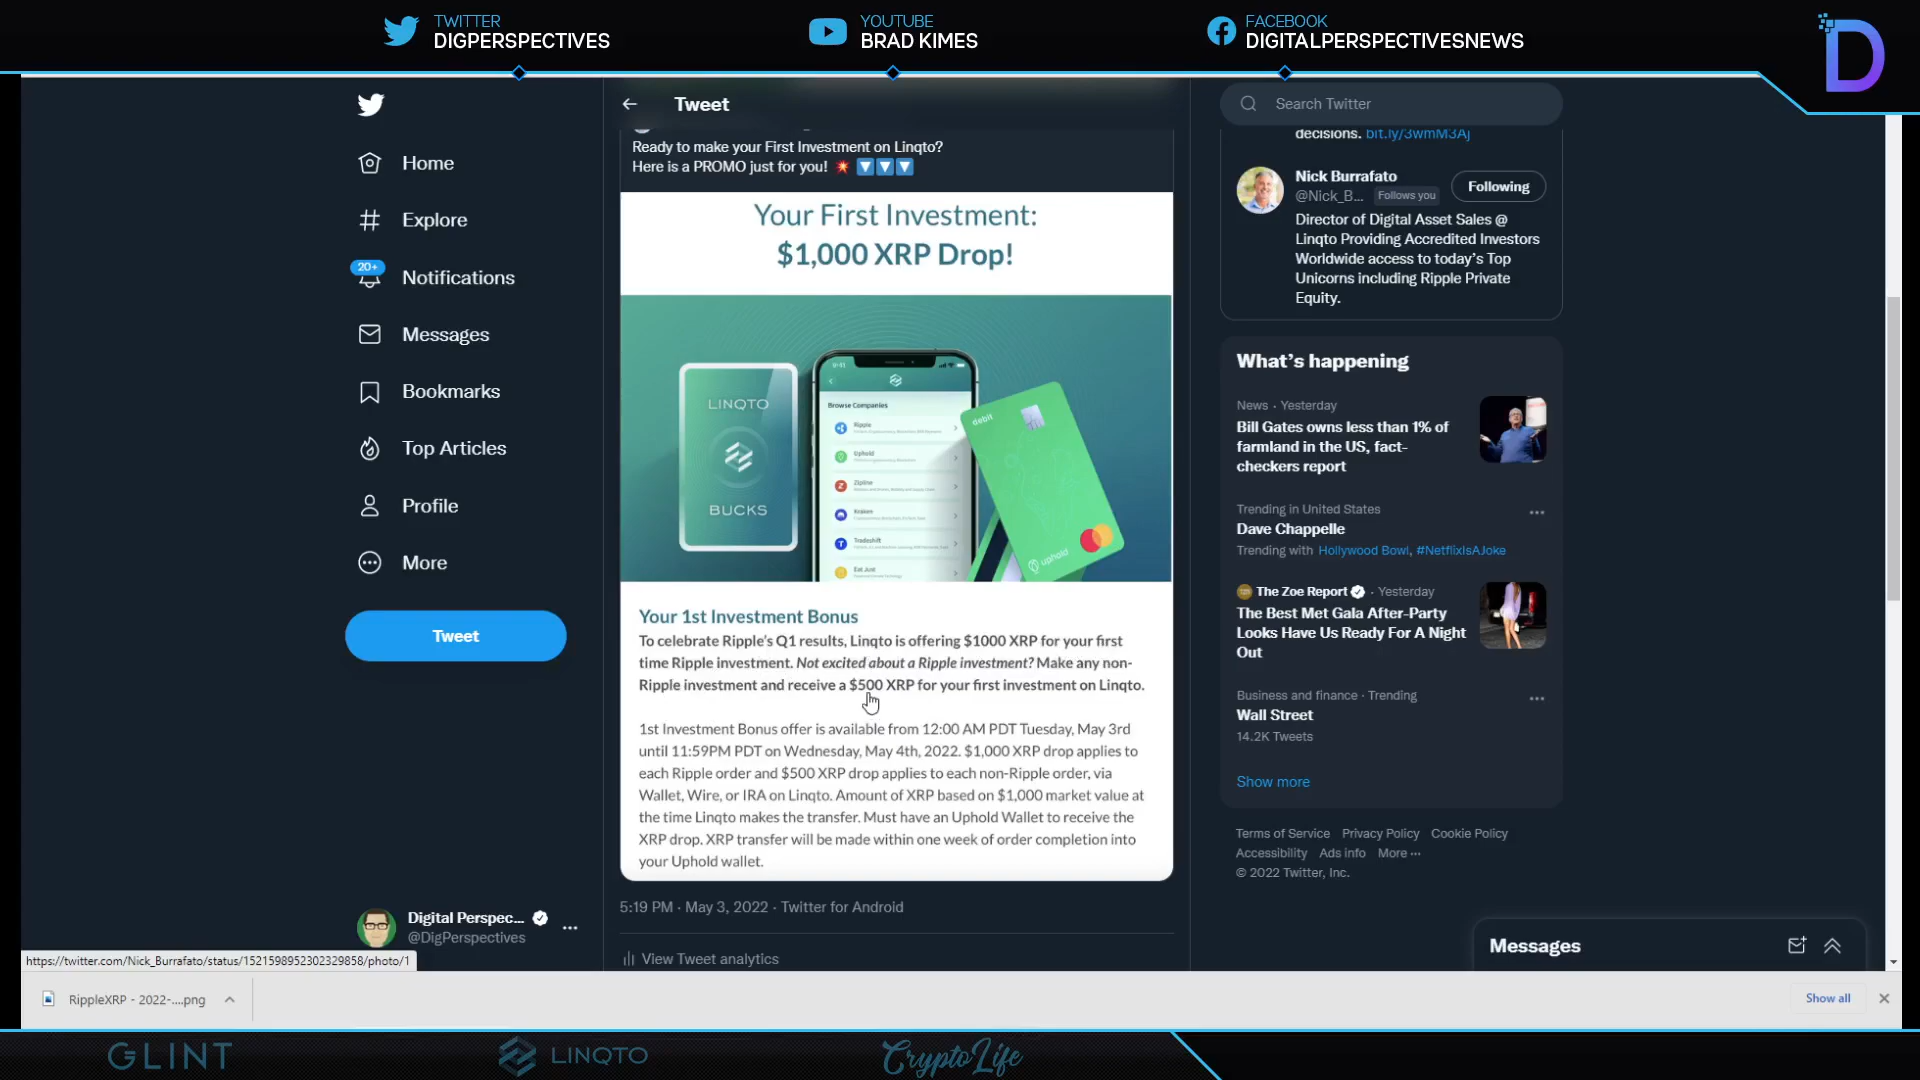 TWITTER
DIGPERSPECTIVES
YOUTUBE
BRAD KIMES
FACEBOOK
DIGITALPERSPECTIVESNEWS
D
Home
Explore
20+
Notifications
Messages
Bookmarks
Top Articles
Profile
More
Tweet
Digital Perspec...
@DigPerspectives
Tweet
Ready to make your First Investment on Linqto?
Here is a PROMO just for you!
Your First Investment:
$1,000 XRP Drop!
LINQTO
BUCKS
Browse Companies
Ripple
Uphold
Zipline
Kraken
Tradeshift
Eat Just
debit
uphold
Your 1st Investment Bonus
To celebrate Ripple's Q1 results, Linqto is offering $1000 XRP for your first
time Ripple investment. Not excited about a Ripple investment? Make any non-
Ripple investment and receive a $500 XRP for your first investment on Linqto.
1st Investment Bonus offer is available from 12:00 AM PDT Tuesday, May 3rd
until 11:59PM PDT on Wednesday, May 4th, 2022. $1,000 XRP drop applies to
each Ripple order and $500 XRP drop applies to each non-Ripple order, via
Wallet, Wire, or IRA on Linqto. Amount of XRP based on $1,000 market value at
the time Linqto makes the transfer. Must have an Uphold Wallet to receive the
XRP drop. XRP transfer will be made within one week of order completion into
your Uphold wallet.
5:19 PM · May 3, 2022 · Twitter for Android
View Tweet analytics
Search Twitter
decisions. bit.ly/3wmM3Aj
Nick Burrafato
@Nick_B... Follows you
Following
Director of Digital Asset Sales @
Linqto Providing Accredited Investors
Worldwide access to today's Top
Unicorns including Ripple Private
Equity.
What's happening
News · Yesterday
Bill Gates owns less than 1% of
farmland in the US, fact-
checkers report
Trending in United States
Dave Chappelle
Trending with Hollywood Bowl, #NetflixIsAJoke
The Zoe Report · Yesterday
The Best Met Gala After-Party
Looks Have Us Ready For A Night
Out
Business and finance · Trending
Wall Street
14.2K Tweets
Show more
Terms of Service Privacy Policy Cookie Policy
Accessibility Ads info More ···
© 2022 Twitter, Inc.
Messages
https://twitter.com/Nick_Burrafato/status/1521598952302329858/photo/1
RippleXRP - 2022-....png
Show all
GLINT
LINQTO
CryptoLife